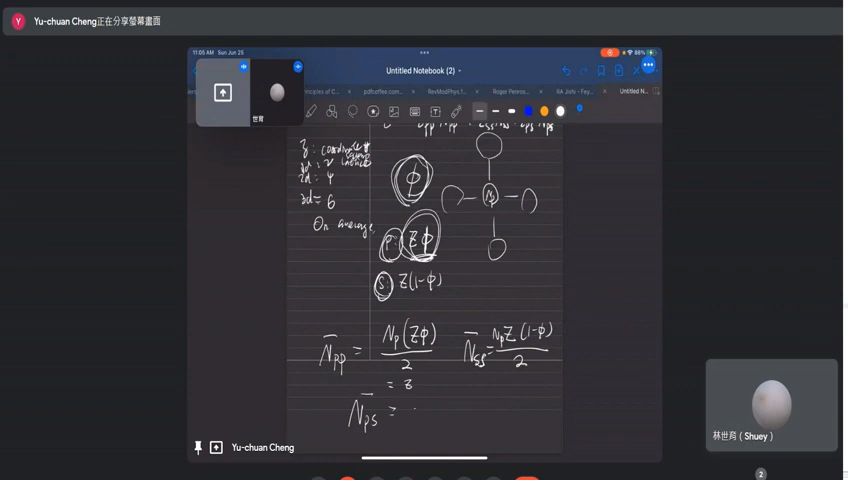 Y Yu-chuan Cheng正在分享螢幕畫面
11:05 AM Sun Jun 25
88%
Untitled Notebook (2)
rinciples of C...
pdfcoffee.com...
RevModPhys.1...
Roger Penros...
RA Jishi - Fey...
Untitled N...
世育
z: coordinate
2d = 4
3d = 6
On average,
φ
Np
P: Zφ
S: Z(1-φ)
N̄pp = Np(Zφ)/2
N̄ss = NpZ(1-φ)/2
= z
N̄ps =
Yu-chuan Cheng
林世育 (Shuey)
2